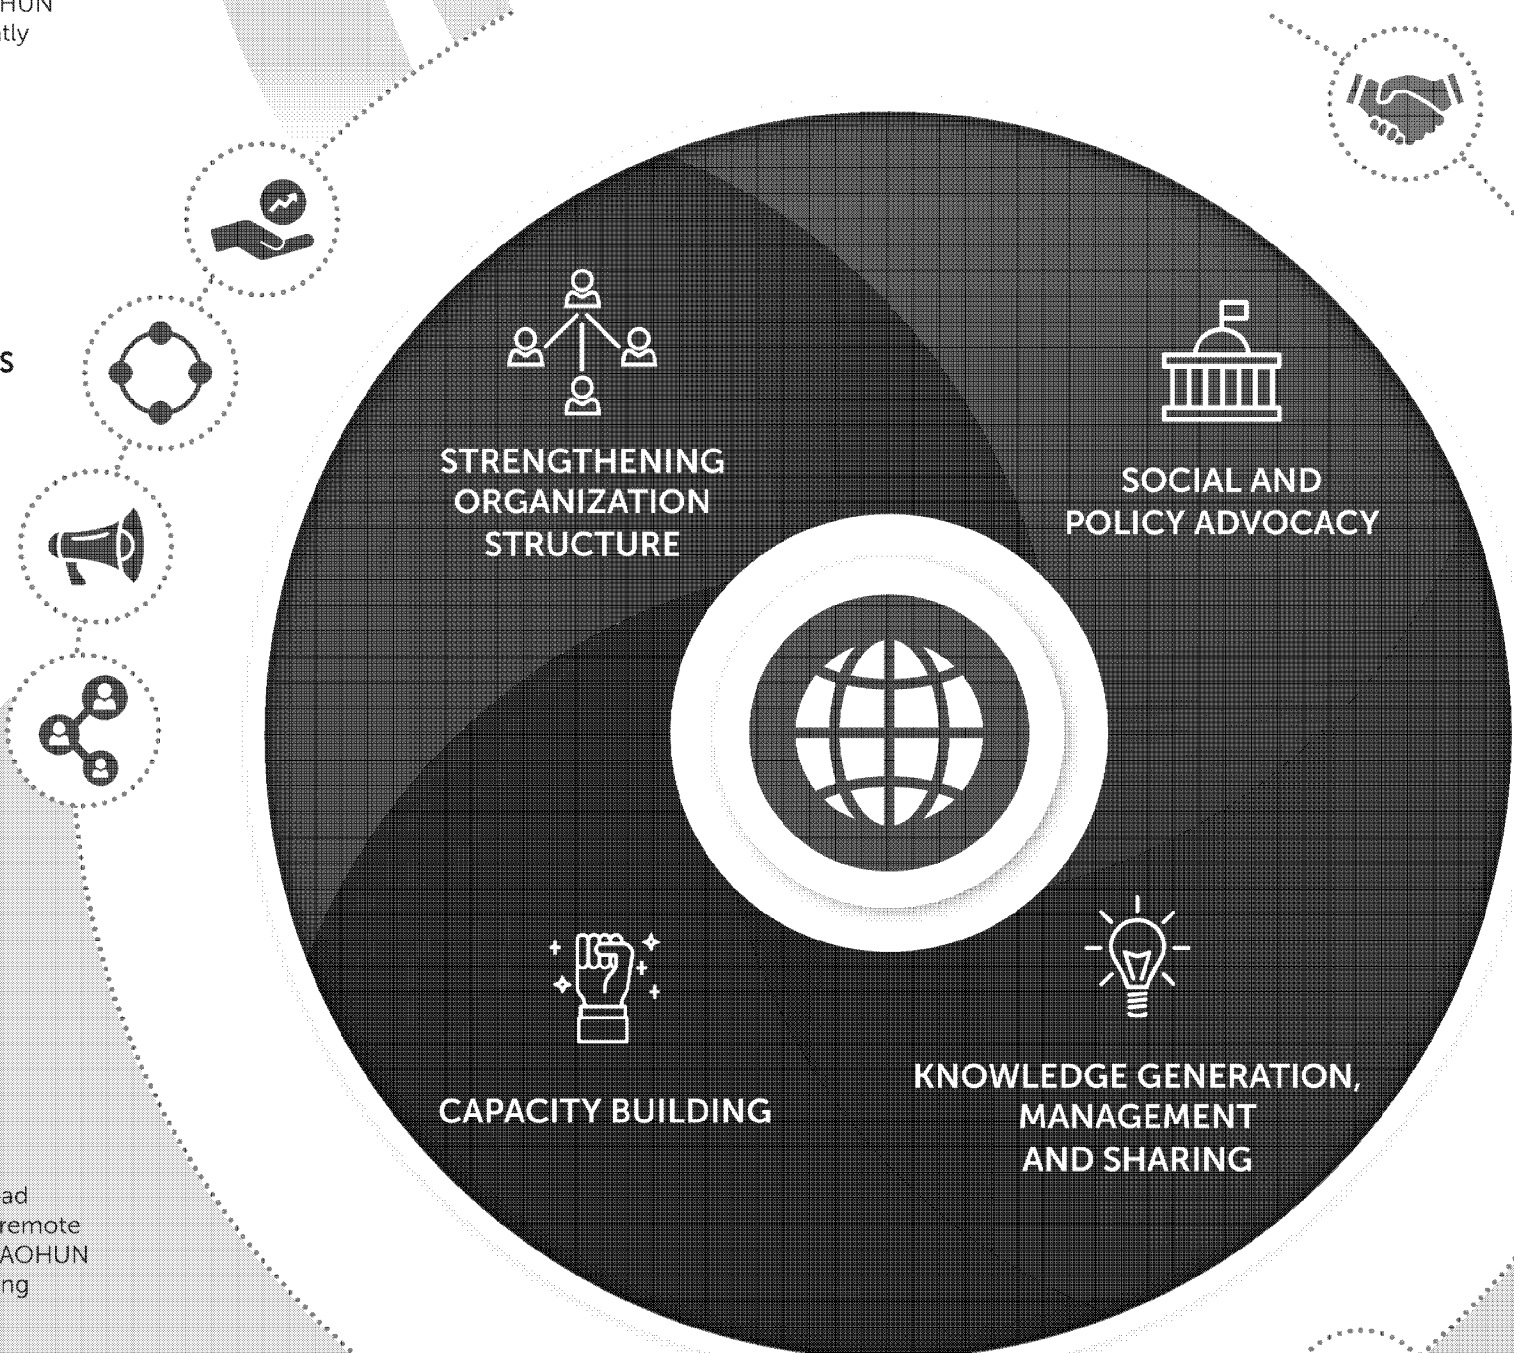 HUN
tly
S
STRENGTHENING
ORGANIZATION
STRUCTURE
SOCIAL AND
POLICY ADVOCACY
CAPACITY BUILDING
KNOWLEDGE GENERATION,
MANAGEMENT
AND SHARING
ad
remote
AOHUN
ng